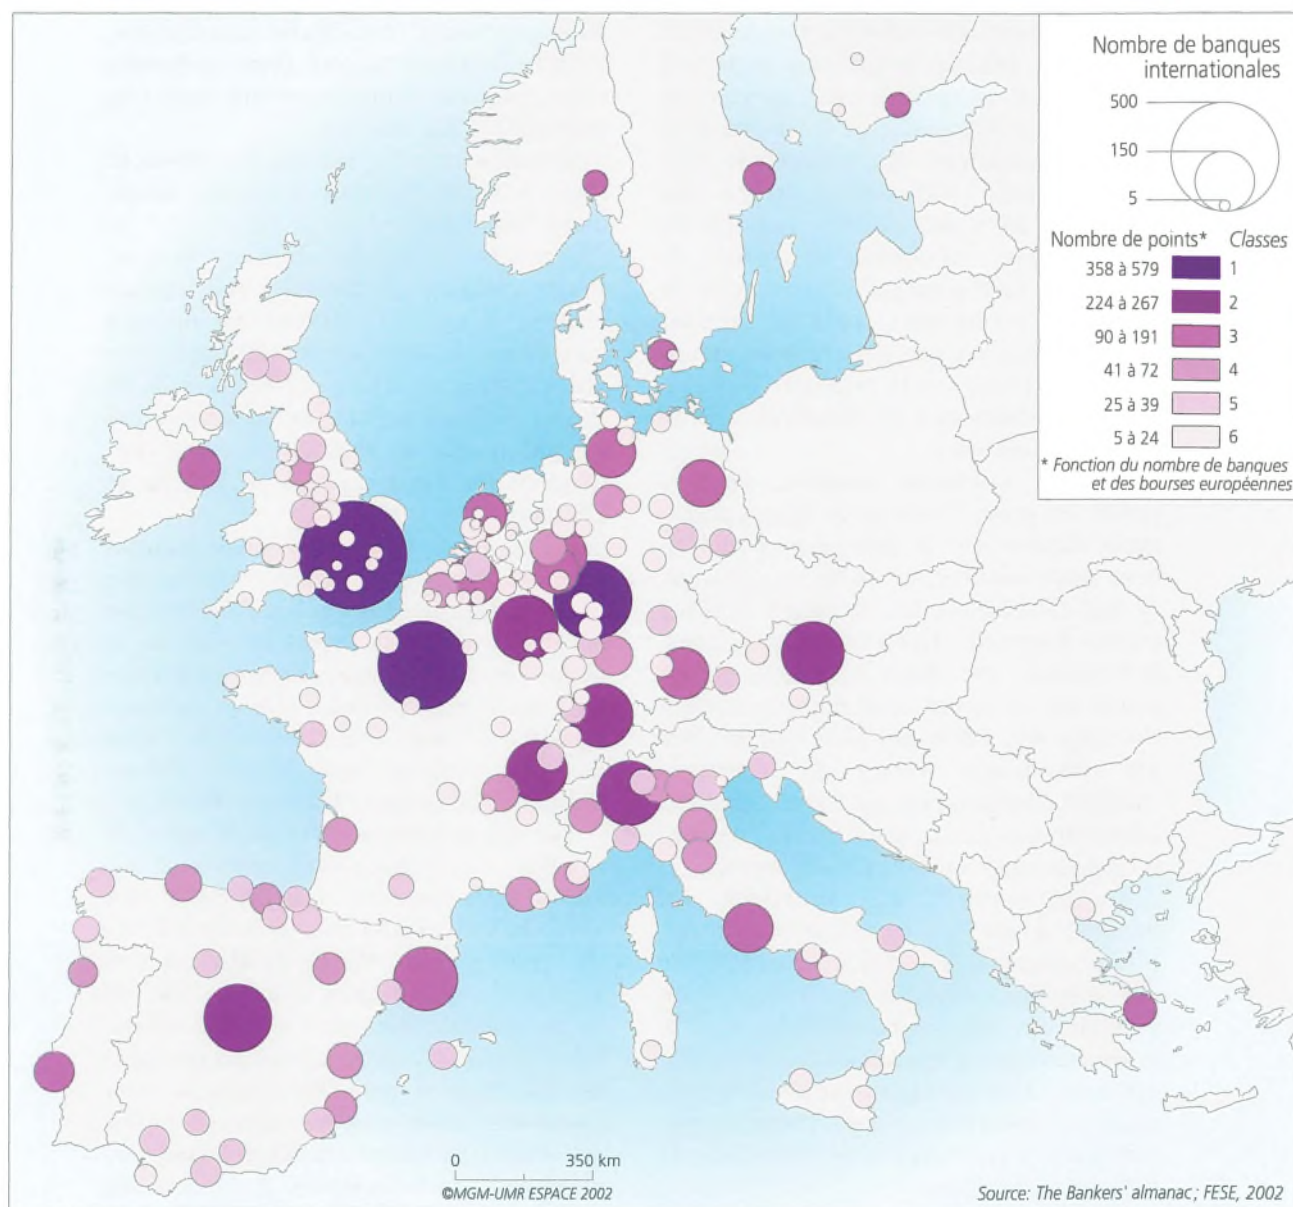 Nombre de banques
internationales
500
150
5
Nombre de points* Classes
358 à 579 1
224 à 267 2
90 à 191 3
41 à 72 4
25 à 39 5
5 à 24 6
* Fonction du nombre de banques
et des bourses européennes
0 350 km
©MGM-UMR ESPACE 2002
Source: The Bankers' almanac; FESE, 2002